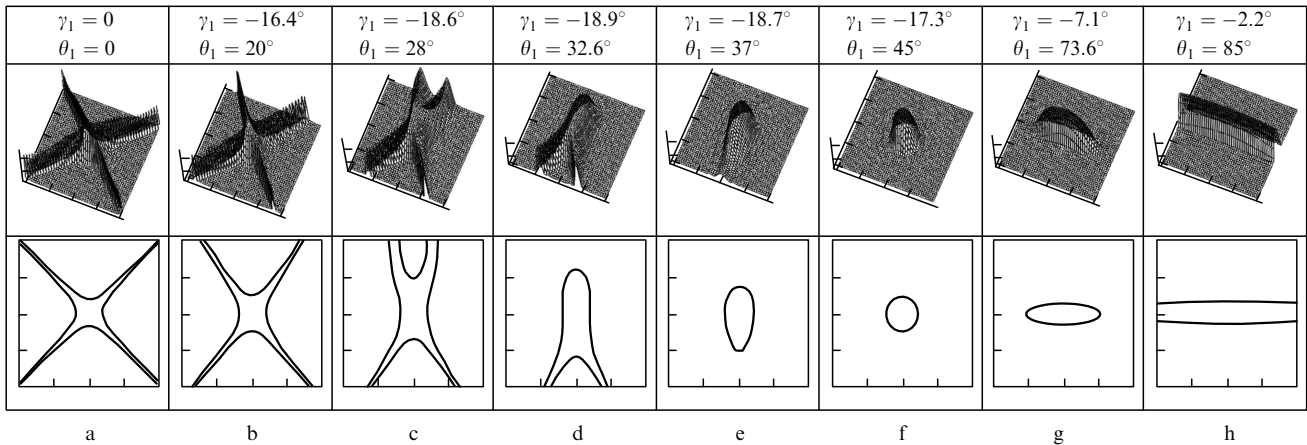 γ₁ = 0 γ₁ = −16.4° γ₁ = −18.6° γ₁ = −18.9° γ₁ = −18.7° γ₁ = −17.3° γ₁ = −7.1° γ₁ = −2.2°
θ₁ = 0 θ₁ = 20° θ₁ = 28° θ₁ = 32.6° θ₁ = 37° θ₁ = 45° θ₁ = 73.6° θ₁ = 85°
a b c d e f g h